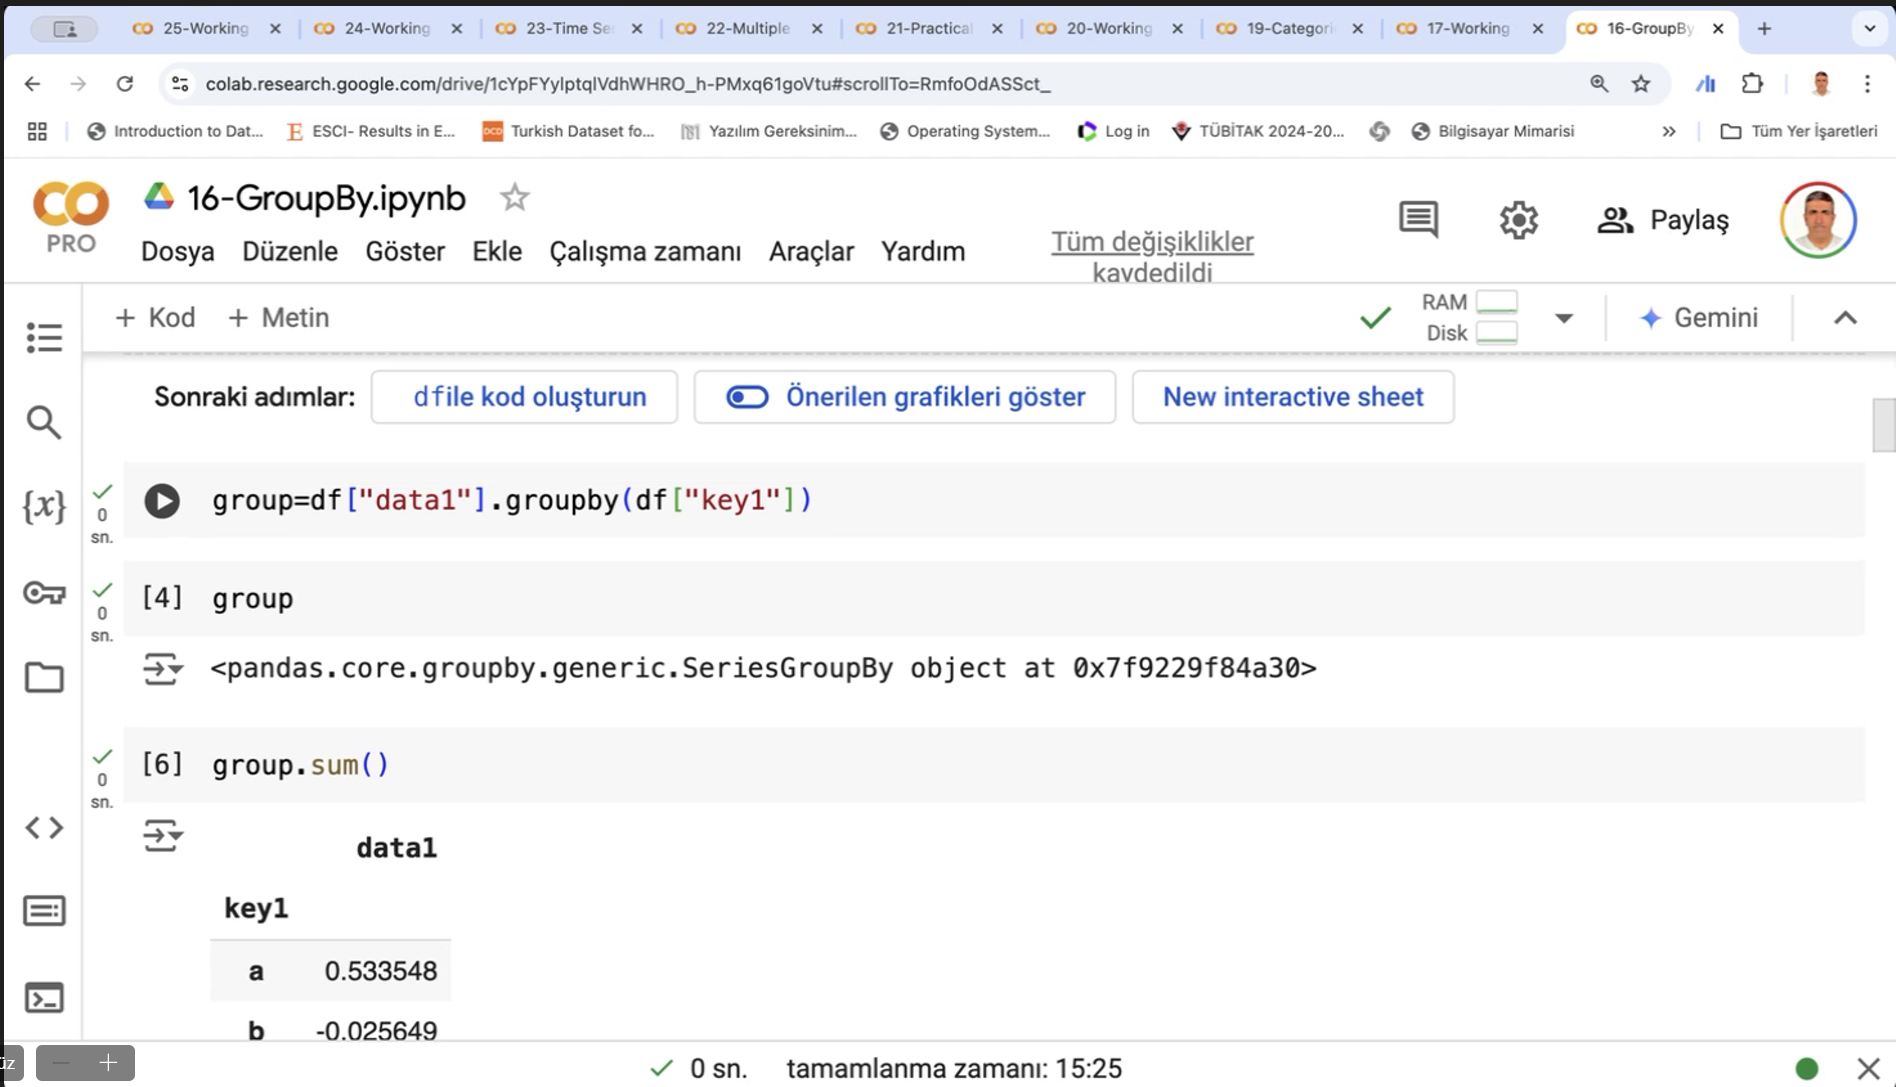 25-Working
24-Working
23-Time Se
22-Multiple
21-Practical
20-Working
19-Categori
17-Working
16-GroupBy
colab.research.google.com/drive/1cYpFYylptqlVdhWHRO_h-PMxq61goVtu#scrollTo=RmfoOdASSct_
Introduction to Dat...
ESCI- Results in E...
DCD
Turkish Dataset fo...
Yazılım Gereksinim...
Operating System...
Log in
TÜBİTAK 2024-20...
Bilgisayar Mimarisi
Tüm Yer İşaretleri
PRO
16-GroupBy.ipynb
Dosya Düzenle Göster Ekle Çalışma zamanı Araçlar Yardım
Tüm değişiklikler
kaydedildi
Paylaş
+ Kod + Metin
RAM
Disk
Gemini
Sonraki adımlar:
dfile kod oluşturun
Önerilen grafikleri göster
New interactive sheet
{x}
0
sn.
group=df["data1"].groupby(df["key1"])
0
sn.
[4] group
<pandas.core.groupby.generic.SeriesGroupBy object at 0x7f9229f84a30>
0
sn.
[6] group.sum()
data1
key1
a 0.533548
b -0.025649
üz
0 sn. tamamlanma zamanı: 15:25